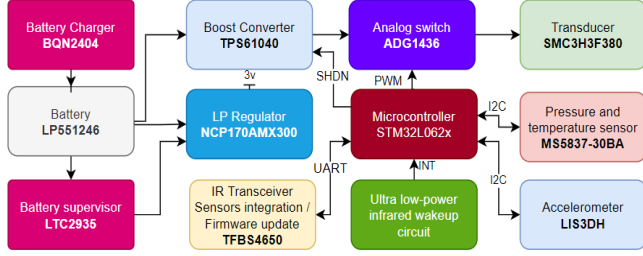 Battery Charger
BQN2404
Boost Converter
TPS61040
Analog switch
ADG1436
Transducer
SMC3H3F380
3v
SHDN
PWM
Battery
LP551246
LP Regulator
NCP170AMX300
Microcontroller
STM32L062x
I2C
Pressure and
temperature sensor
MS5837-30BA
UART
INT
I2C
Battery supervisor
LTC2935
IR Transceiver
Sensors integration /
Firmware update
TFBS4650
Ultra low-power
infrared wakeup
circuit
Accelerometer
LIS3DH